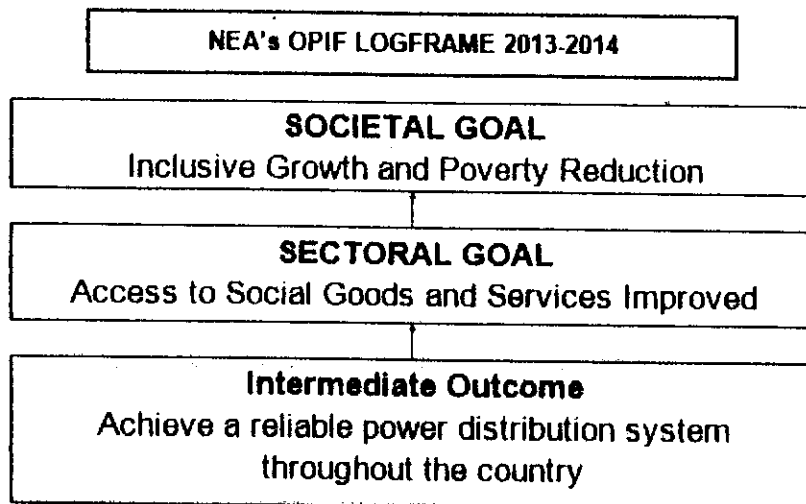 NEA's OPIF LOGFRAME 2013-2014
SOCIETAL GOAL
Inclusive Growth and Poverty Reduction
SECTORAL GOAL
Access to Social Goods and Services Improved
Intermediate Outcome
Achieve a reliable power distribution system
throughout the country